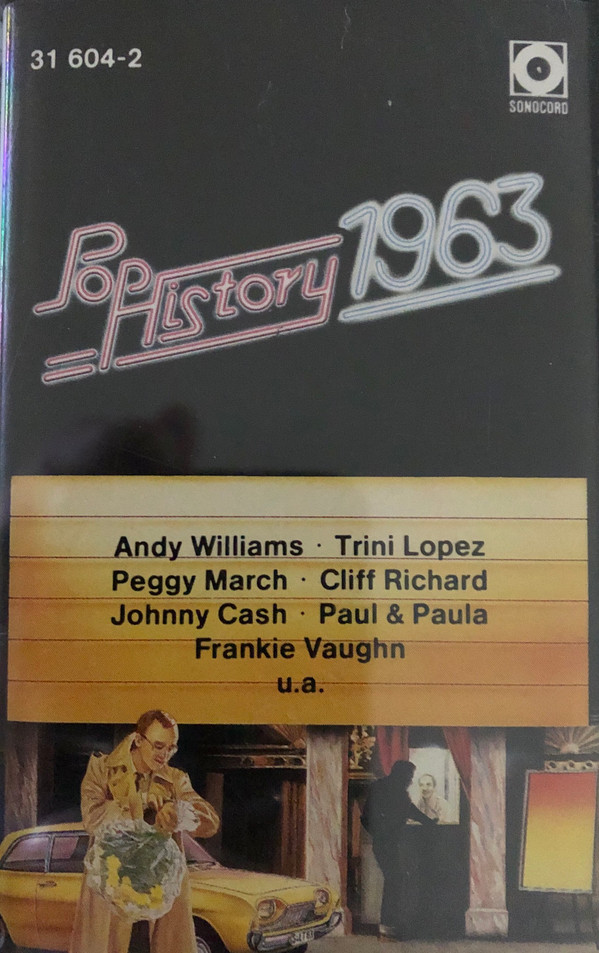 31 604-2
SONOCORD
Pop History 1963
Andy Williams · Trini Lopez
Peggy March · Cliff Richard
Johnny Cash · Paul & Paula
Frankie Vaughn
u.a.